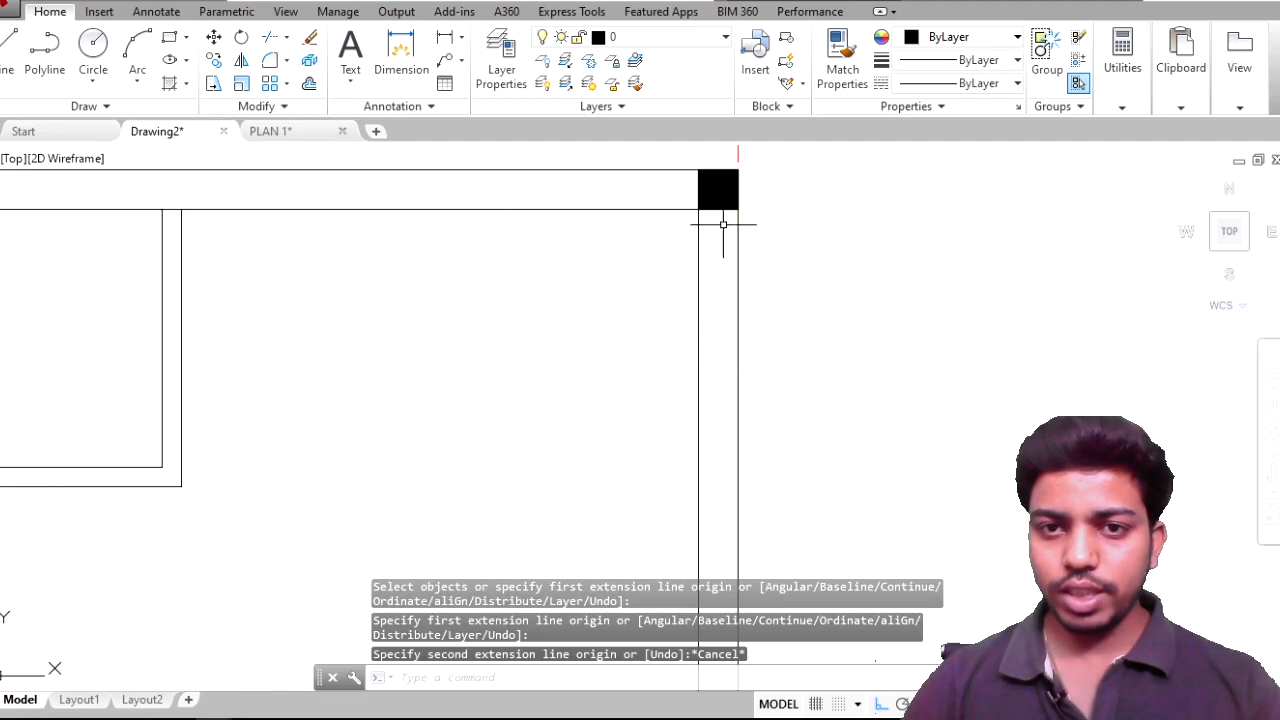 Home Insert Annotate Parametric View Manage Output Add-ins A360 Express Tools Featured Apps BIM 360 Performance
0
ByLayer
ByLayer
ByLayer
Polyline Circle Arc Text Dimension Layer Properties Insert Match Properties Group Utilities Clipboard View
Draw Modify Annotation Layers Block Properties Groups
Start Drawing2* PLAN 1*
[Top][2D Wireframe]
N
W TOP E
S
WCS
Select objects or specify first extension line origin or [Angular/Baseline/Continue/
Ordinate/aliGn/Distribute/Layer/Undo]:
Specify first extension line origin or [Angular/Baseline/Continue/Ordinate/aliGn/
Distribute/Layer/Undo]:
Specify second extension line origin or [Undo]:*Cancel*
Y
X
Type a command
Model Layout1 Layout2 MODEL